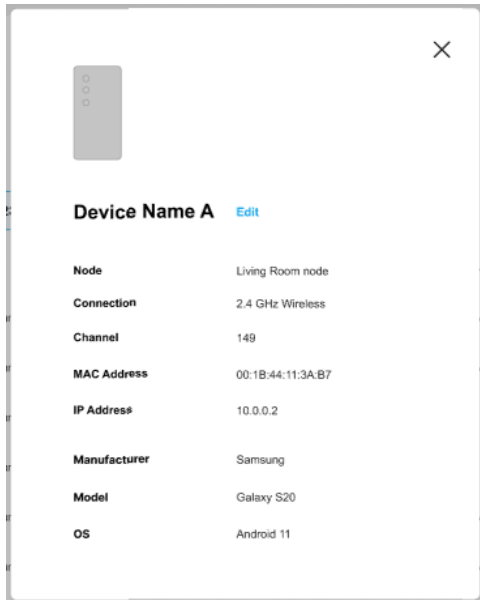 Device Name A Edit
Node Living Room node
Connection 2.4 GHz Wireless
Channel 149
MAC Address 00:1B:44:11:3A:B7
IP Address 10.0.0.2
Manufacturer Samsung
Model Galaxy S20
OS Android 11